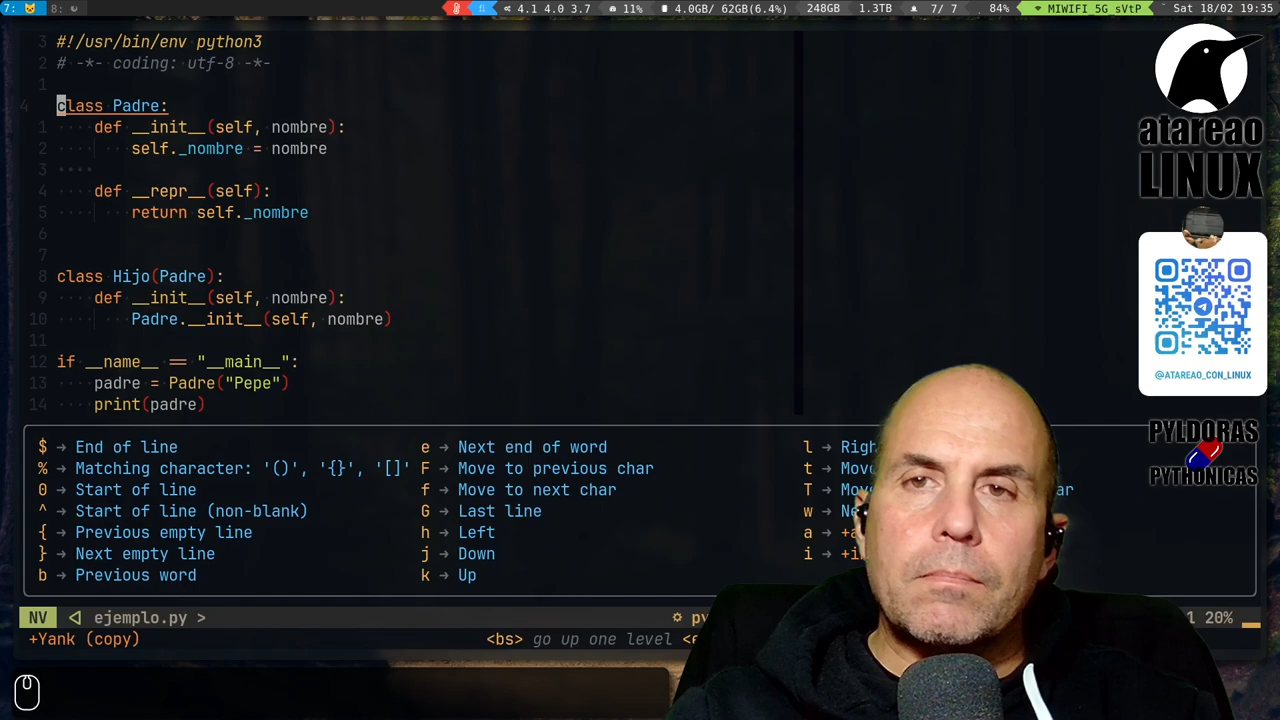 7: 8: 4.1 4.0 3.7 11% 4.0GB/ 62GB(6.4%) 248GB 1.3TB 7/ 7 84% MIWIFI 5G sVtP Sat 18/02 19:35
3 #!/usr/bin/env python3
2 # -*- coding: utf-8 -*-
1
4 class Padre:
1 def __init__(self, nombre):
2 self._nombre = nombre
3
4 def __repr__(self):
5 return self._nombre
6
7
8 class Hijo(Padre):
9 def __init__(self, nombre):
10 Padre.__init__(self, nombre)
11
12 if __name__ == "__main__":
13 padre = Padre("Pepe")
14 print(padre)
$ → End of line e → Next end of word l →
% → Matching character: '()', '{}', '[]' F → Move to previous char t →
0 → Start of line f → Move to next char T →
^ → Start of line (non-blank) G → Last line w →
{ → Previous empty line h → Left a →
} → Next empty line j → Down i →
b → Previous word k → Up
NV ejemplo.py > 20%
+Yank (copy) <bs> go up one level
atareao
LINUX
@ATAREAO_CON_LINUX
PYLDORAS
PYTHONICAS